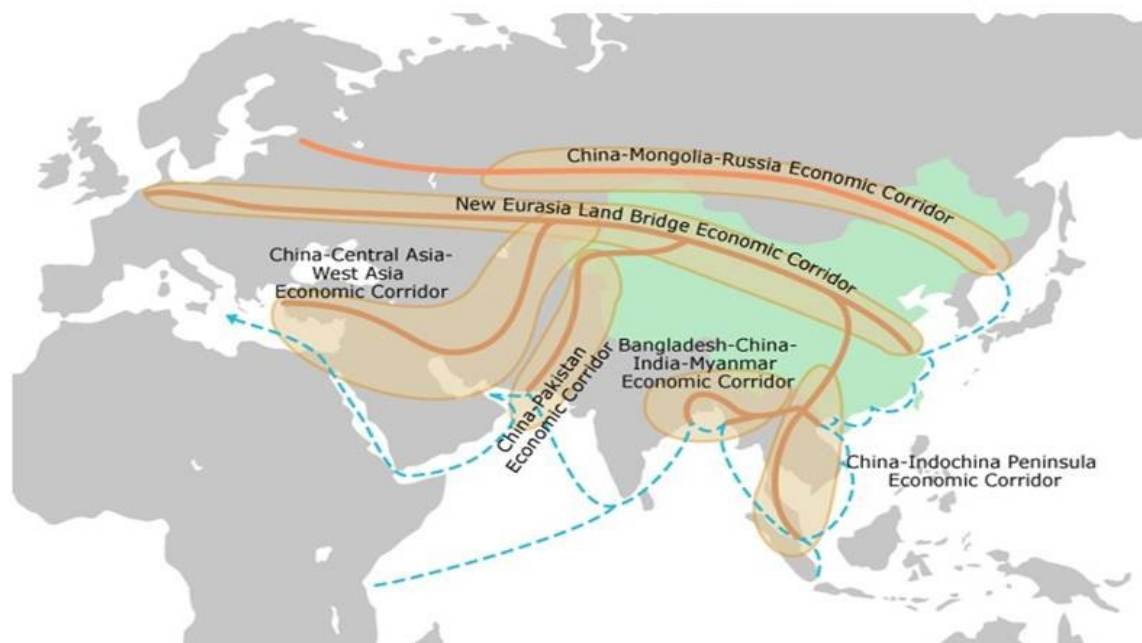 China-Mongolia-Russia Economic Corridor
New Eurasia Land Bridge Economic Corridor
China-Central Asia-
West Asia
Economic Corridor
China-Pakistan
Economic Corridor
Bangladesh-China-
India-Myanmar
Economic Corridor
China-Indochina Peninsula
Economic Corridor